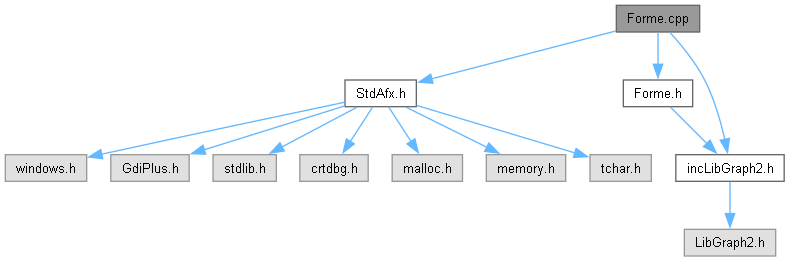 Forme.cpp
StdAfx.h
Forme.h
windows.h
GdiPlus.h
stdlib.h
crtdbg.h
malloc.h
memory.h
tchar.h
incLibGraph2.h
LibGraph2.h